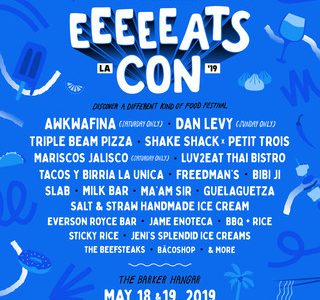 EEEEEATS
LA CON '19
DISCOVER A DIFFERENT KIND OF FOOD FESTIVAL
AWKWAFINA (SATURDAY ONLY) • DAN LEVY (SUNDAY ONLY)
TRIPLE BEAM PIZZA • SHAKE SHACK x PETIT TROIS
MARISCOS JALISCO (SATURDAY ONLY) • LUV2EAT THAI BISTRO
TACOS Y BIRRIA LA UNICA • FREEDMAN'S • BIBI JI
SLAB • MILK BAR • MA'AM SIR • GUELAGUETZA
SALT & STRAW HANDMADE ICE CREAM
EVERSON ROYCE BAR • JAME ENOTECA • BBQ + RICE
STICKY RICE • JENI'S SPLENDID ICE CREAMS
THE BEEFSTEAKS • BÄCOSHOP • & MORE
THE BARKER HANGAR
MAY 18 & 19, 2019